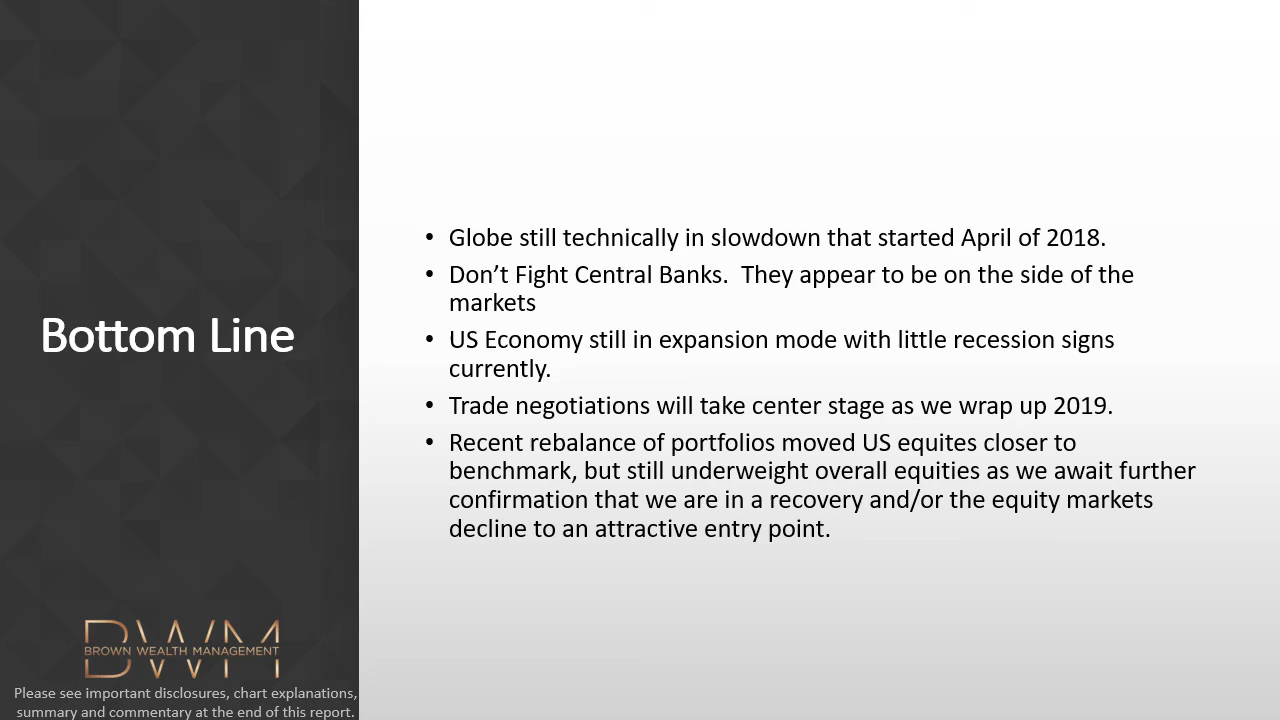 Bottom Line
• Globe still technically in slowdown that started April of 2018.
• Don’t Fight Central Banks.  They appear to be on the side of the
markets
• US Economy still in expansion mode with little recession signs
currently.
• Trade negotiations will take center stage as we wrap up 2019.
• Recent rebalance of portfolios moved US equites closer to
benchmark, but still underweight overall equities as we await further
confirmation that we are in a recovery and/or the equity markets
decline to an attractive entry point.
BWM
BROWN WEALTH MANAGEMENT
Please see important disclosures, chart explanations,
summary and commentary at the end of this report.